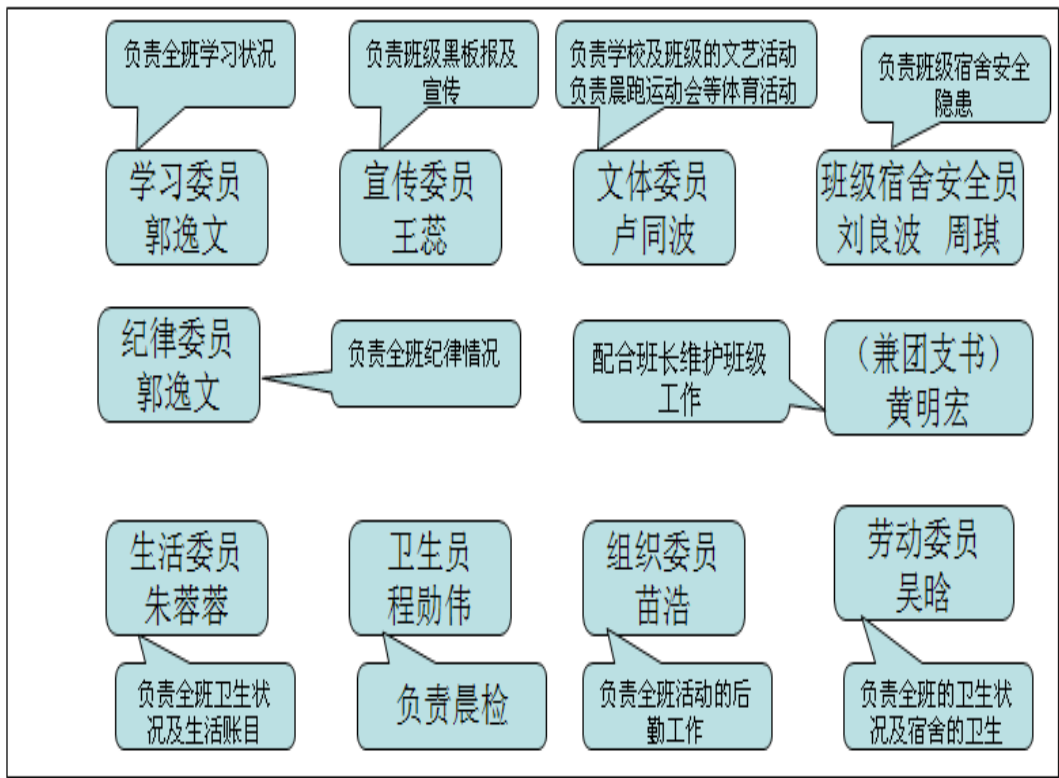 负责全班学习状况
负责班级黑板报及
宣传
负责学校及班级的文艺活动
负责晨跑运动会等体育活动
负责班级宿舍安全
隐患
学习委员
郭逸文
宣传委员
王蕊
文体委员
卢同波
班级宿舍安全员
刘良波 周琪
纪律委员
郭逸文
负责全班纪律情况
配合班长维护班级
工作
（兼团支书）
黄明宏
生活委员
朱蓉蓉
卫生员
程勋伟
组织委员
苗浩
劳动委员
吴晗
负责全班卫生状
况及生活账目
负责晨检
负责全班活动的后
勤工作
负责全班的卫生状
况及宿舍的卫生